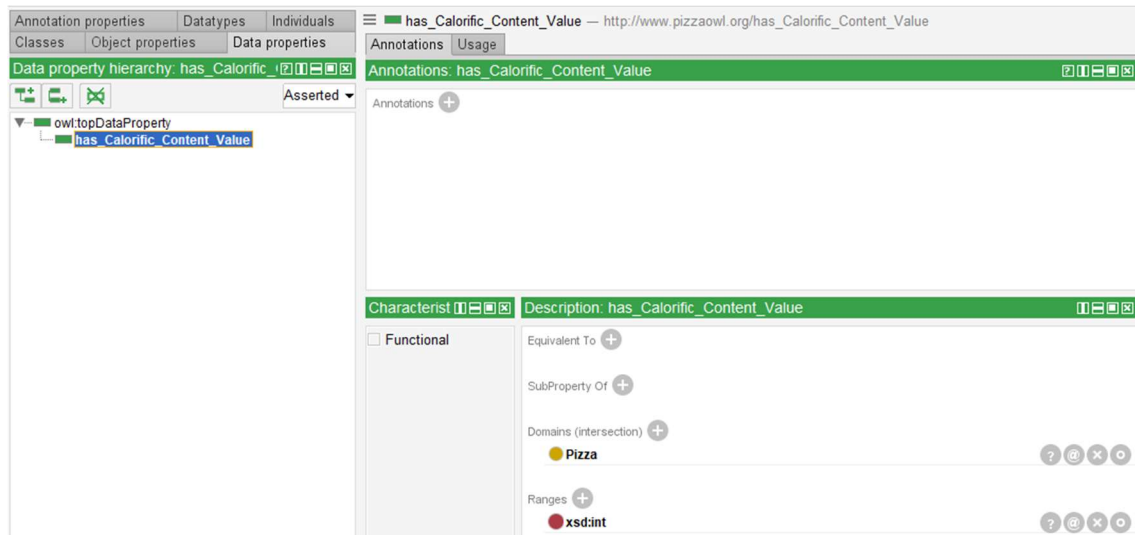 Annotation properties Datatypes Individuals
Classes Object properties Data properties
Data property hierarchy: has_Calorific_
Asserted
owl:topDataProperty
has_Calorific_Content_Value
has_Calorific_Content_Value — http://www.pizzaowl.org/has_Calorific_Content_Value
Annotations Usage
Annotations: has_Calorific_Content_Value
Annotations
Characterist
Functional
Description: has_Calorific_Content_Value
Equivalent To
SubProperty Of
Domains (intersection)
Pizza
Ranges
xsd:int